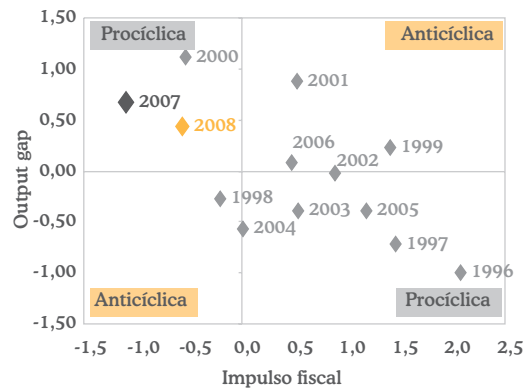 1,50
Procíclica
Anticíclica
2000
1,00
2001
2007
0,50
2008
2006
1999
2002
0,00
1998
2003
2005
-0,50
2004
1997
-1,00
1996
Anticíclica
Procíclica
-1,50
-1,5 -1,0 -0,5 0,0 0,5 1,0 1,5 2,0 2,5
Output gap
Impulso fiscal